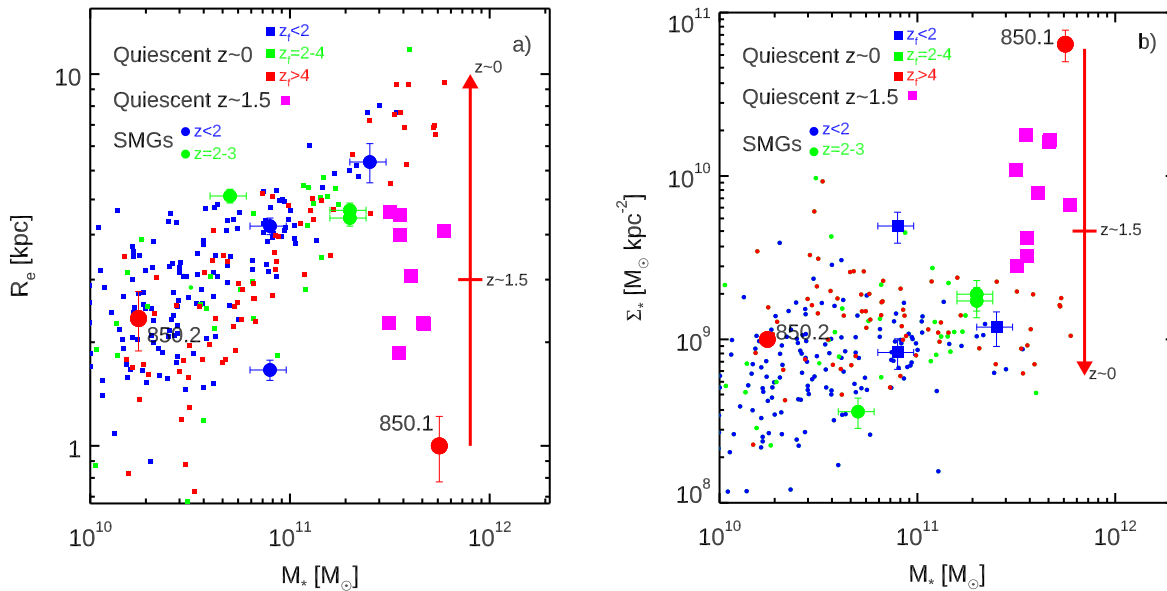 a)
Quiescent z~0
z_f<2
z_f=2-4
z_f>4
Quiescent z~1.5
SMGs
z<2
z=2-3
z~0
z~1.5
850.2
850.1
10
1
R_e [kpc]
10^10
10^11
10^12
M_* [M_⊙]
b)
850.1
Quiescent z~0
z_f<2
z_f=2-4
z_f>4
Quiescent z~1.5
SMGs
z<2
z=2-3
z~1.5
850.2
z~0
10^11
10^10
10^9
10^8
Σ_* [M_⊙ kpc^-2]
10^10
10^11
10^12
M_* [M_⊙]